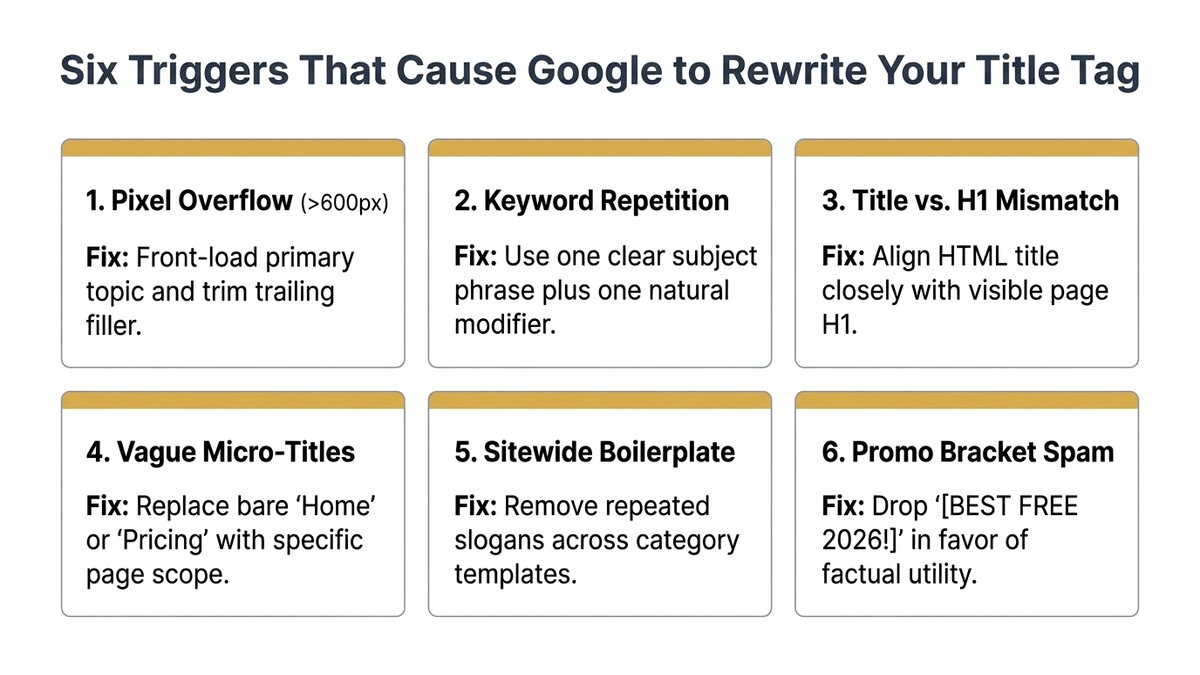 Six Triggers That Cause Google to Rewrite Your Title Tag
1. Pixel Overflow (>600px)
Fix: Front-load primary
topic and trim trailing
filler.
2. Keyword Repetition
Fix: Use one clear subject
phrase plus one natural
modifier.
3. Title vs. H1 Mismatch
Fix: Align HTML title
closely with visible page
H1.
4. Vague Micro-Titles
Fix: Replace bare ‘Home’
or ‘Pricing’ with specific
page scope.
5. Sitewide Boilerplate
Fix: Remove repeated
slogans across category
templates.
6. Promo Bracket Spam
Fix: Drop ‘[BEST FREE
2026!]’ in favor of
factual utility.